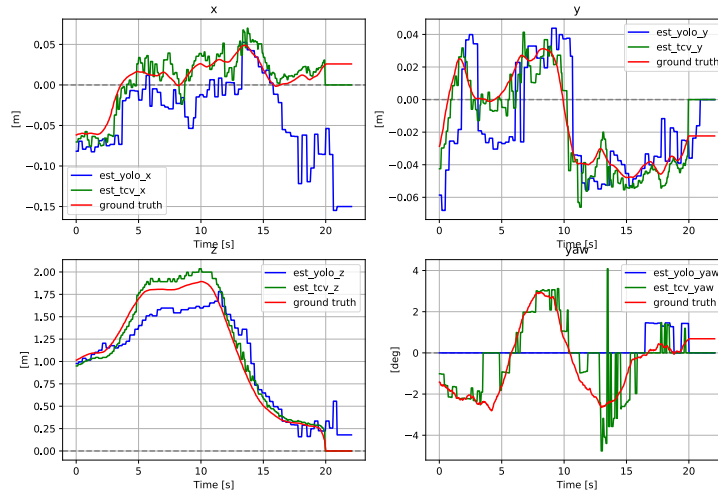 x
0.05
0.00
−0.05
−0.10
−0.15
[m]
est_yolo_x
est_tcv_x
ground truth
0 5 10 15 20
Time [s]
y
0.04
0.02
0.00
−0.02
−0.04
−0.06
[m]
est_yolo_y
est_tcv_y
ground truth
0 5 10 15 20
Time [s]
z
2.00
1.75
1.50
1.25
1.00
0.75
0.50
0.25
0.00
[m]
est_yolo_z
est_tcv_z
ground truth
0 5 10 15 20
Time [s]
yaw
4
2
0
−2
−4
[deg]
est_yolo_yaw
est_tcv_yaw
ground truth
0 5 10 15 20
Time [s]